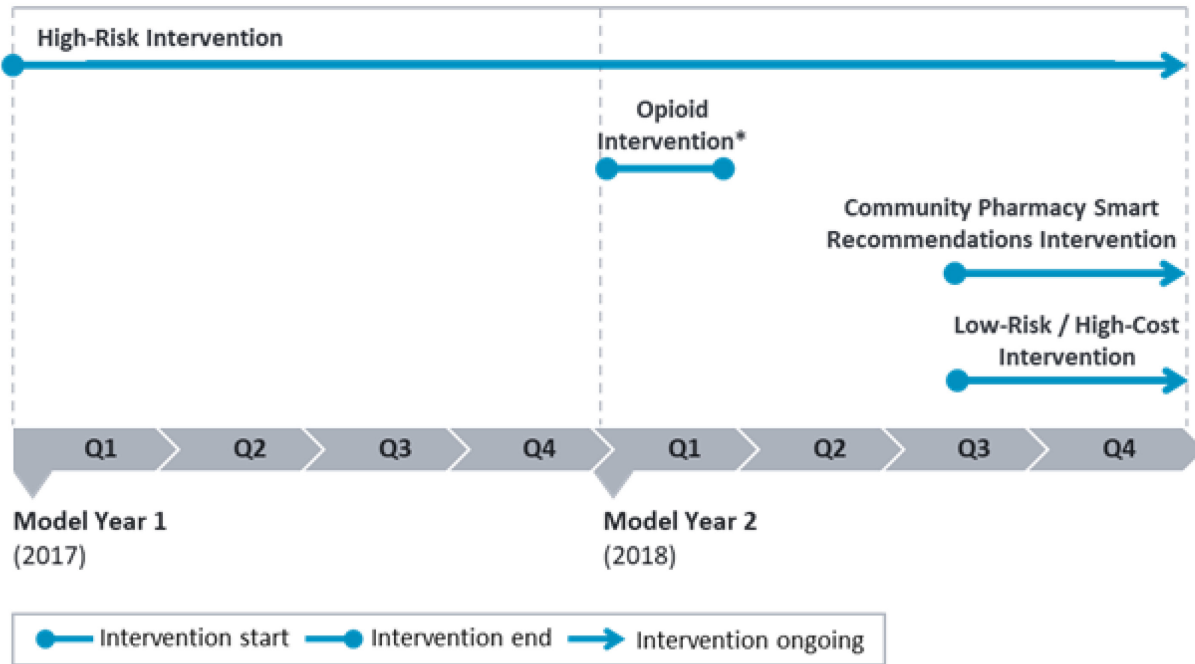 High-Risk Intervention
Opioid
Intervention*
Community Pharmacy Smart
Recommendations Intervention
Low-Risk / High-Cost
Intervention
Q1 Q2 Q3 Q4 Q1 Q2 Q3 Q4
Model Year 1 Model Year 2
(2017) (2018)
Intervention start Intervention end Intervention ongoing